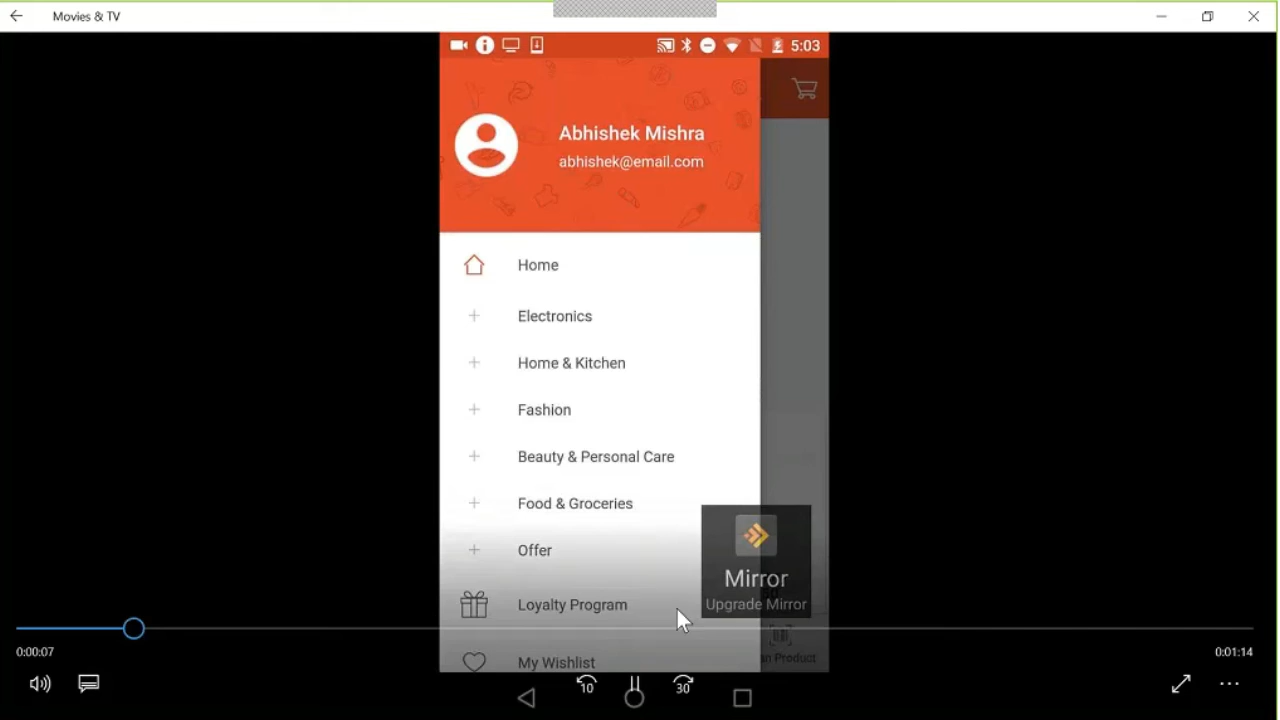 Movies & TV
5:03
Abhishek Mishra
abhishek@email.com
Home
Electronics
Home & Kitchen
Fashion
Beauty & Personal Care
Food & Groceries
Offer
Loyalty Program
My Wishlist
Mirror
Upgrade Mirror
Product
0:00:07
0:01:14
10
30